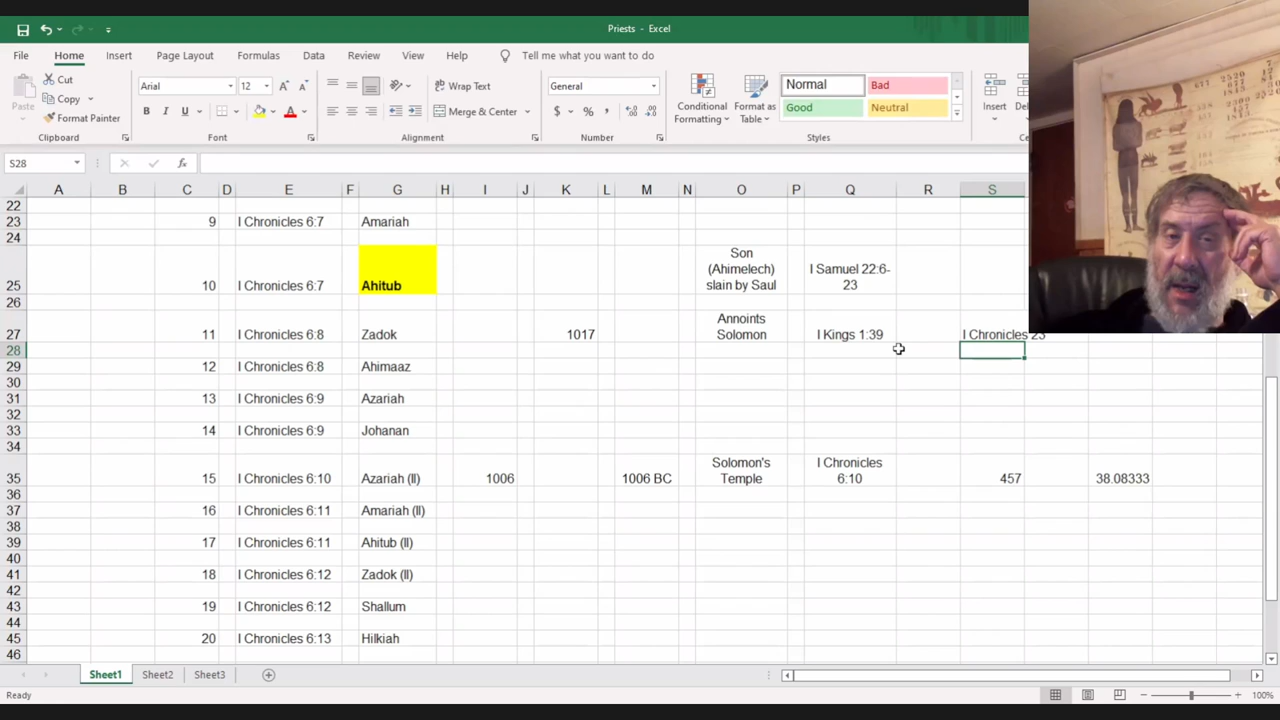 Priests - Excel
File Home Insert Page Layout Formulas Data Review View Help Tell me what you want to do
Cut
Copy
Format Painter
Paste
Clipboard
Arial 12
B I U
Font
Wrap Text
Merge & Center
Alignment
General
$ % ,
Number
Conditional Formatting
Format as Table
Normal Bad
Good Neutral
Styles
Insert
S28 fx
A B C D E F G H I J K L M N O P Q R S
22
23 9 I Chronicles 6:7 Amariah
24
25 10 I Chronicles 6:7 Ahitub Son (Ahimelech) slain by Saul I Samuel 22:6-23
26
27 11 I Chronicles 6:8 Zadok 1017 Annoints Solomon I Kings 1:39 I Chronicles 23
28
29 12 I Chronicles 6:8 Ahimaaz
30
31 13 I Chronicles 6:9 Azariah
32
33 14 I Chronicles 6:9 Johanan
34
35 15 I Chronicles 6:10 Azariah (II) 1006 1006 BC Solomon's Temple I Chronicles 6:10 457 38.08333
36
37 16 I Chronicles 6:11 Amariah (II)
38
39 17 I Chronicles 6:11 Ahitub (II)
40
41 18 I Chronicles 6:12 Zadok (II)
42
43 19 I Chronicles 6:12 Shallum
44
45 20 I Chronicles 6:13 Hilkiah
46
Sheet1 Sheet2 Sheet3
Ready 100%